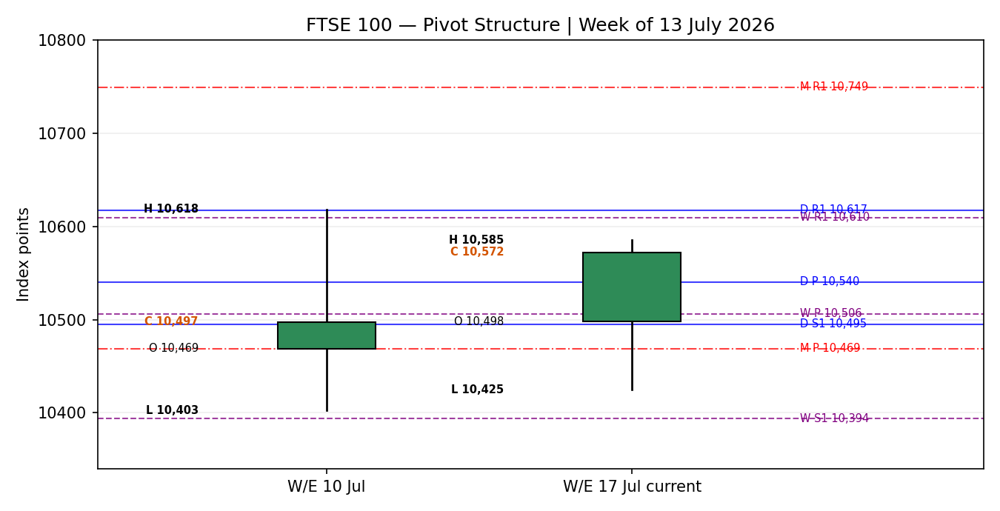 FTSE 100 — Pivot Structure | Week of 13 July 2026
Index points
10800
10700
10600
10500
10400
M R1 10,749
H 10,618
D R1 10,617
W R1 10,610
H 10,585
C 10,572
D P 10,540
W P 10,506
C 10,497
O 10,498
D S1 10,495
O 10,469
M P 10,469
L 10,425
L 10,403
W S1 10,394
W/E 10 Jul
W/E 17 Jul current